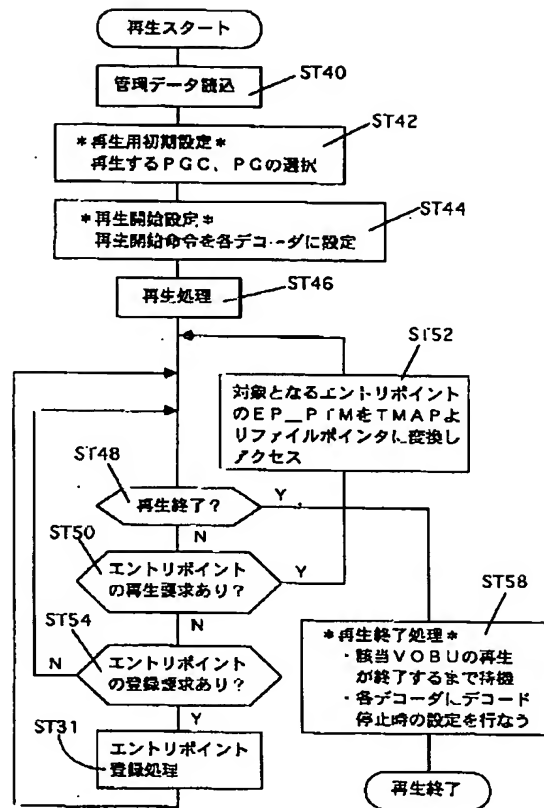 再生スタート
管理データ読込
ST40
*再生用初期設定*
再生するPGC、PGの選択
ST42
*再生開始設定*
再生開始命令を各デコーダに設定
ST44
再生処理
ST46
ST52
対象となるエントリポイント
のEP_PTMをTMAPよ
りファイルポインタに変換し
アクセス
ST48
再生終了?
Y
N
ST50
エントリポイント
の再生要求あり?
Y
N
ST54
エントリポイント
の登録要求あり?
N
Y
ST31
エントリポイント
登録処理
ST58
*再生終了処理*
・該当VOBUの再生
が終了するまで待機
・各デコーダにデコード
停止時の設定を行なう
再生終了